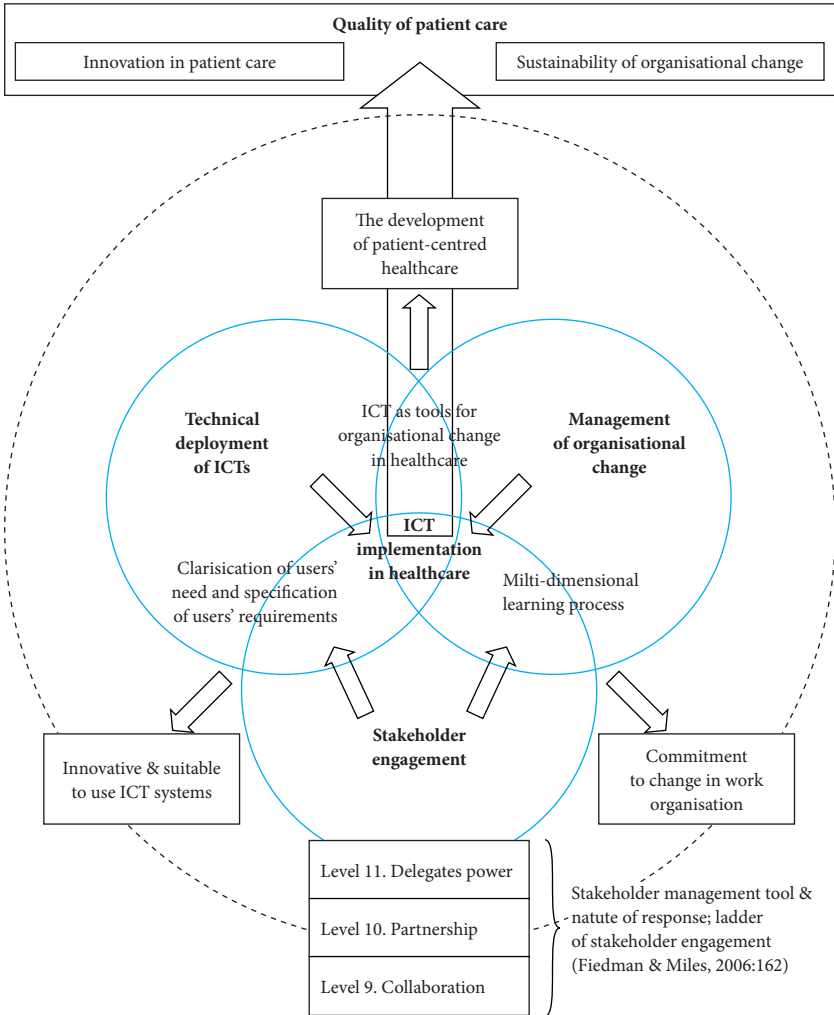 Quality of patient care
Innovation in patient care
Sustainability of organisational change
The development
of patient-centred
healthcare
Technical
deployment
of ICTs
ICT as tools for
organisational change
in healthcare
Management
of organisational
change
ICT
implementation
in healthcare
Clarisication of users'
need and specification
of users' requirements
Milti-dimensional
learning process
Stakeholder
engagement
Innovative & suitable
to use ICT systems
Commitment
to change in work
organisation
Level 11. Delegates power
Level 10. Partnership
Level 9. Collaboration
Stakeholder management tool &
natute of response; ladder
of stakeholder engagement
(Fiedman & Miles, 2006:162)